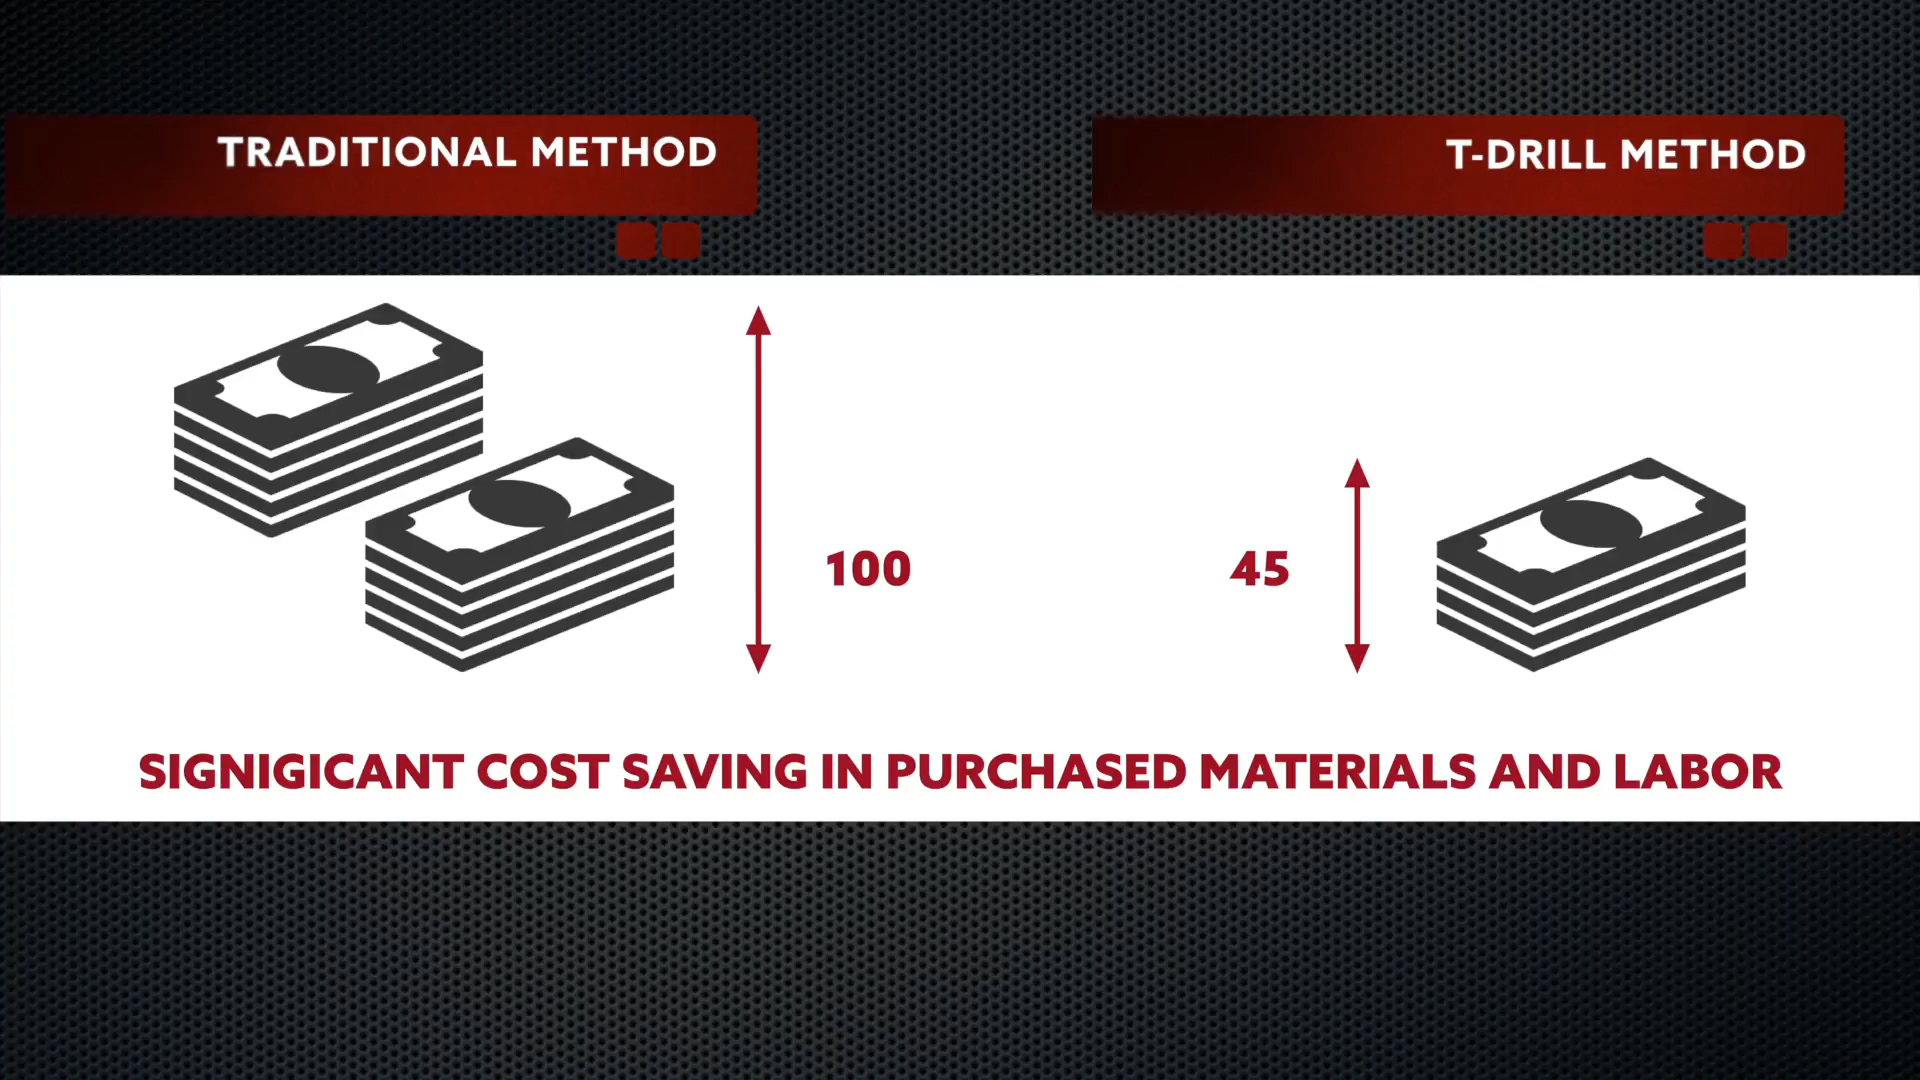 TRADITIONAL METHOD
T-DRILL METHOD
100
45
SIGNIGICANT COST SAVING IN PURCHASED MATERIALS AND LABOR